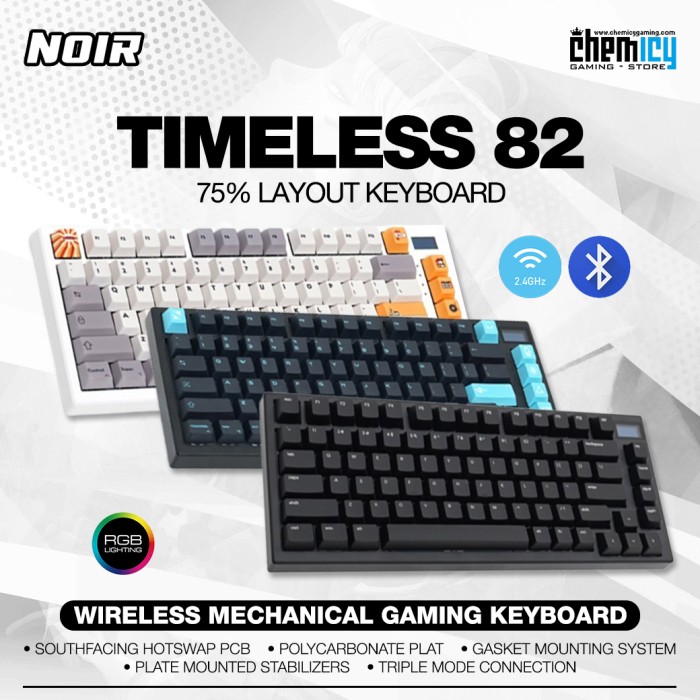 NOIR
www.chemicygaming.com
chemicy
GAMING - STORE
TIMELESS 82
75% LAYOUT KEYBOARD
2.4GHz
RGB
LIGHTING
WIRELESS MECHANICAL GAMING KEYBOARD
• SOUTHFACING HOTSWAP PCB • POLYCARBONATE PLAT • GASKET MOUNTING SYSTEM
• PLATE MOUNTED STABILIZERS • TRIPLE MODE CONNECTION